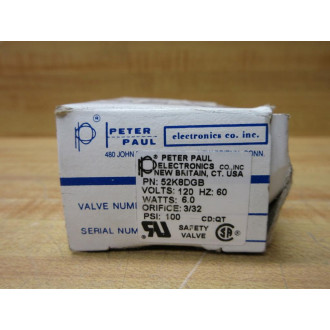 ®
PETER
PAUL
electronics co. inc.
480 JOHN
CONN.
PETER PAUL
ELECTRONICS CO.,INC
NEW BRITAIN, CT. USA
PN: 52K8DGB
VOLTS: 120 HZ: 60
WATTS: 6.0
ORIFICE: 3/32
PSI: 100 CD:QT
VALVE NUM
SERIAL NUM
SAFETY
VALVE